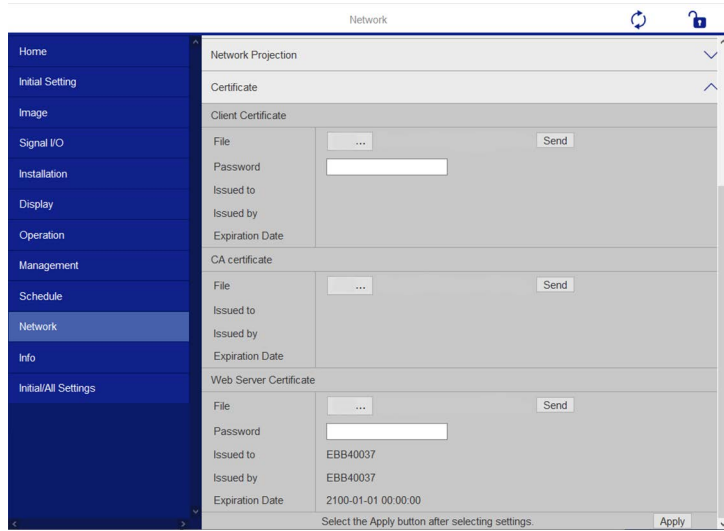 Network
Home
Initial Setting
Image
Signal I/O
Installation
Display
Operation
Management
Schedule
Network
Info
Initial/All Settings
Network Projection
Certificate
Client Certificate
File ... Send
Password
Issued to
Issued by
Expiration Date
CA certificate
File ... Send
Issued to
Issued by
Expiration Date
Web Server Certificate
File ... Send
Password
Issued to EBB40037
Issued by EBB40037
Expiration Date 2100-01-01 00:00:00
Select the Apply button after selecting settings. Apply